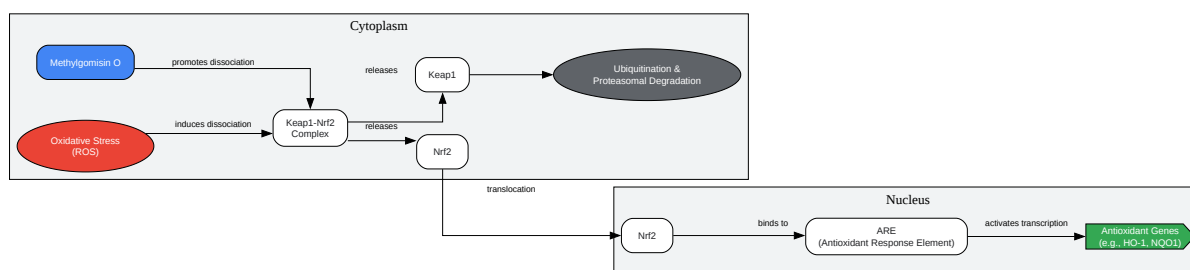 Cytoplasm
Methylgomisin O
promotes dissociation
releases
Keap1
Ubiquitination &
Proteasomal Degradation
Oxidative Stress
(ROS)
induces dissociation
Keap1-Nrf2
Complex
releases
Nrf2
translocation
Nucleus
Nrf2
binds to
ARE
(Antioxidant Response Element)
activates transcription
Antioxidant Genes
(e.g., HO-1, NQO1)